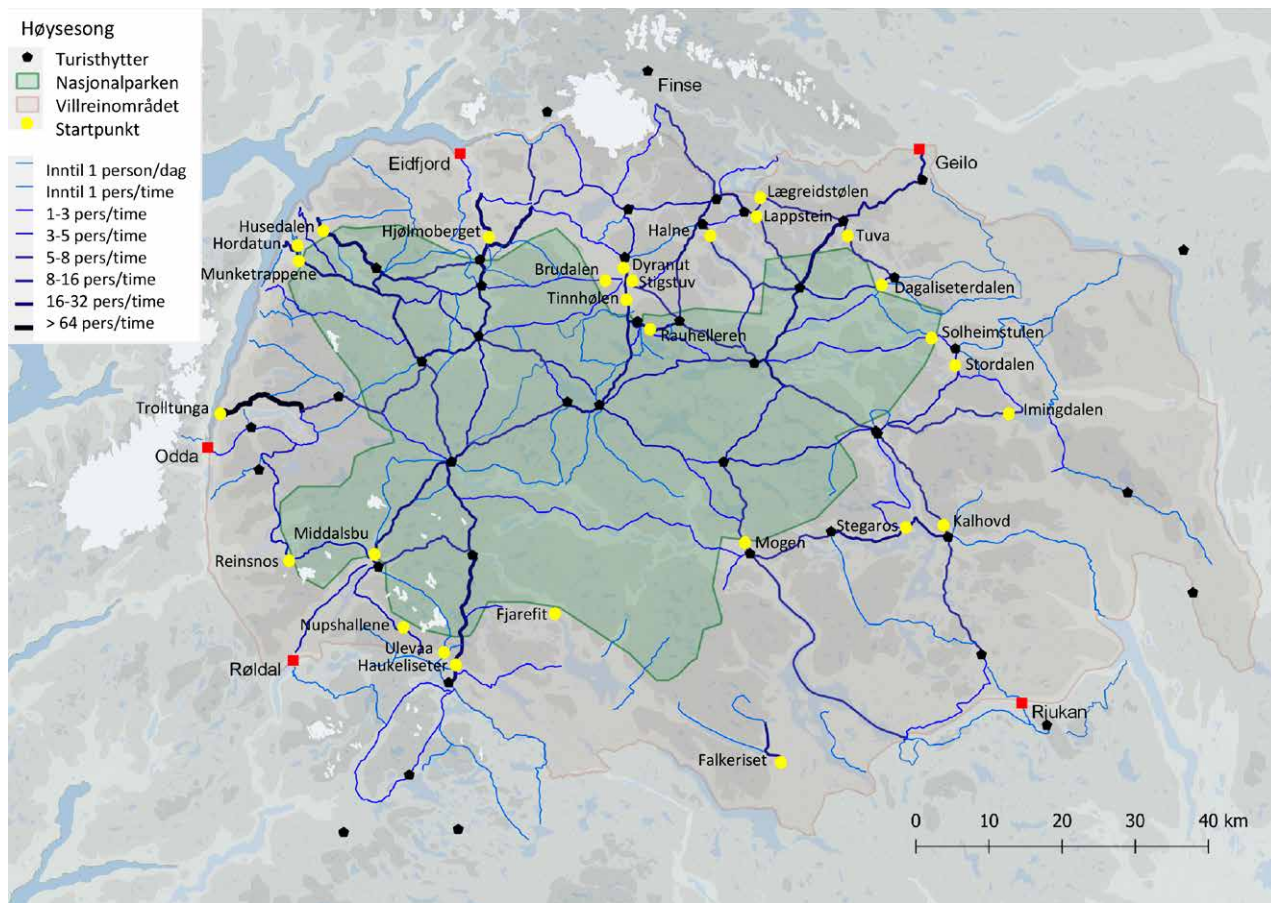 Høysesong
Turisthytter
Nasjonalparken
Villreinområdet
Startpunkt
Inntil 1 person/dag
Inntil 1 pers/time
1-3 pers/time
3-5 pers/time
5-8 pers/time
8-16 pers/time
16-32 pers/time
> 64 pers/time
Finse
Eidfjord
Geilo
Lægreidstølen
Lappstein
Husedalen
Hordatun
Hjølmoberget
Halne
Tuva
Munketrappene
Brudalen
Dyranut
Stigstuv
Dagaliseterdalen
Tinnhølen
Rauhelleren
Solheimstulen
Stordalen
Trolltunga
Imingdalen
Odda
Stegaros
Kalhovd
Middalsbu
Mogen
Reinsnos
Fjarefit
Nupshallene
Ulevaa
Haukeliseter
Røldal
Rjukan
Falkeriset
0 10 20 30 40 km